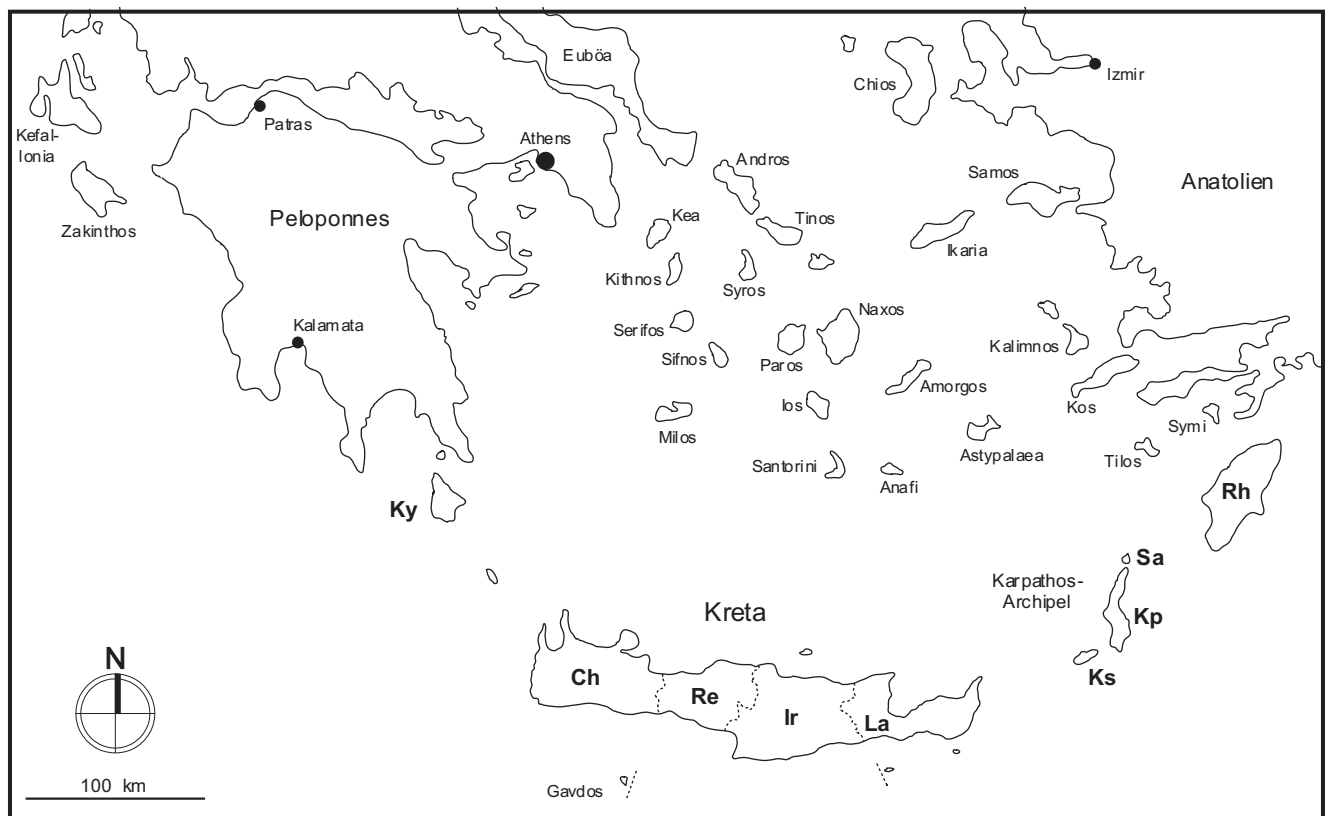 Euböa
Izmir
Chios
Kefal-
lonia
Patras
Athens
Andros
Samos
Anatolien
Zakinthos
Peloponnes
Kea
Tinos
Ikaria
Kithnos
Syros
Naxos
Kalamata
Serifos
Sifnos
Paros
Kalimnos
Amorgos
Kos
Ios
Symi
Milos
Astypalaea
Tilos
Santorini
Anafi
Rh
Ky
Sa
Karpathos-
Archipel
Kp
Kreta
N
Ch
Re
Ir
La
Ks
100 km
Gavdos